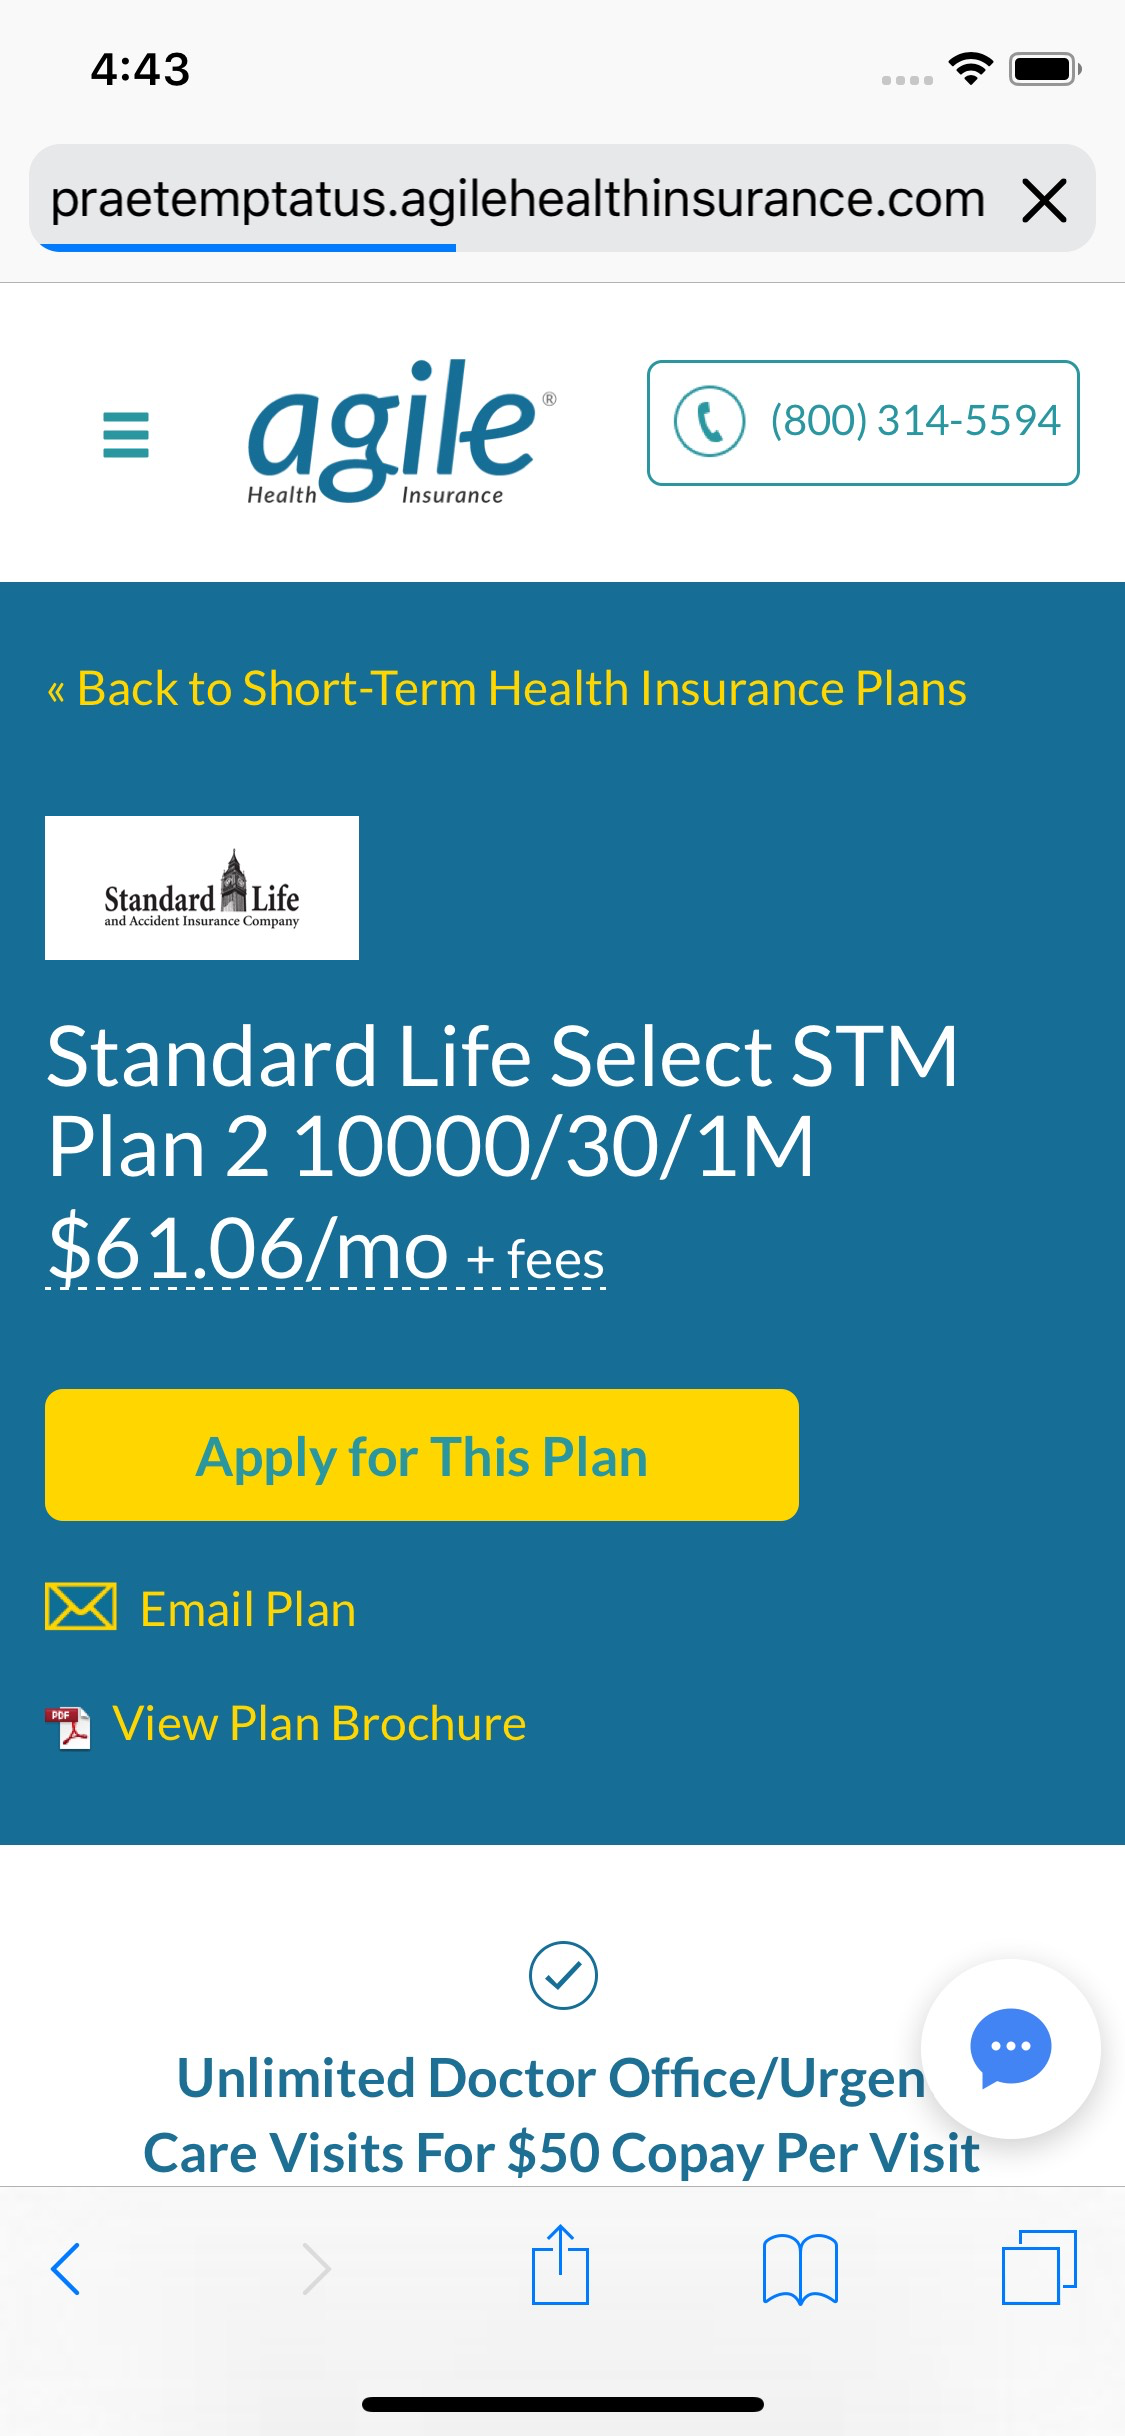 4:43
praetemptatus.agilehealthinsurance.com
agile®
Health Insurance
(800) 314-5594
« Back to Short-Term Health Insurance Plans
Standard Life
and Accident Insurance Company
Standard Life Select STM
Plan 2 10000/30/1M
$61.06/mo + fees
Apply for This Plan
Email Plan
PDF
View Plan Brochure
Unlimited Doctor Office/Urgen
Care Visits For $50 Copay Per Visit